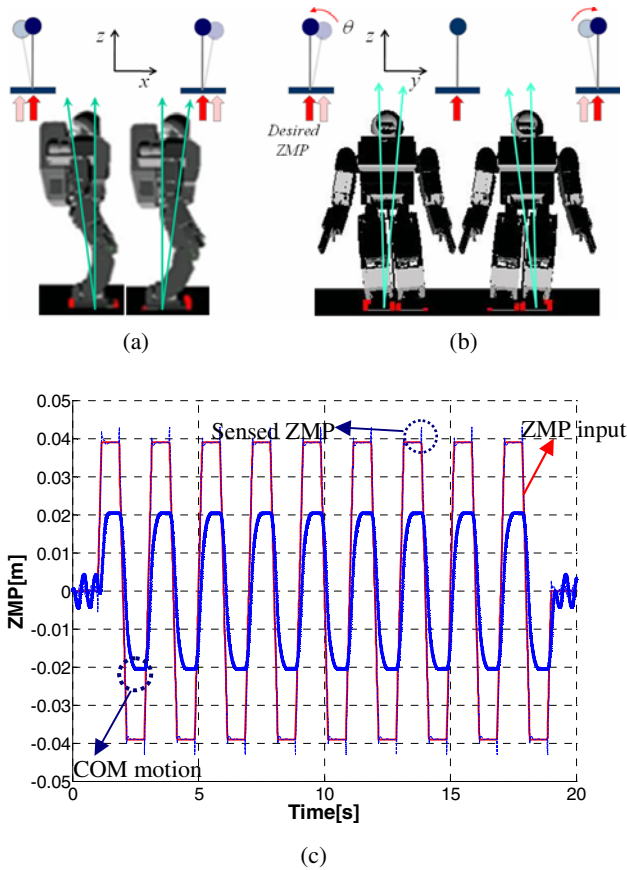 z
x
θ
z
y
Desired
ZMP
(a)
(b)
0.05
0.04
0.03
0.02
0.01
0
-0.01
-0.02
-0.03
-0.04
-0.05
ZMP[m]
Sensed ZMP
ZMP input
COM motion
0
5
10
15
20
Time[s]
(c)